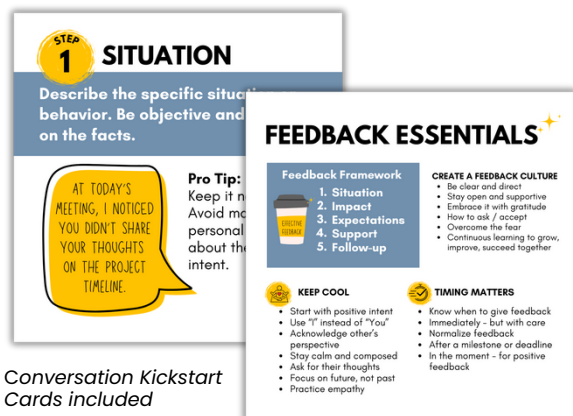 STEP
1
SITUATION
Describe the specific
behavior. Be objective and
on the facts.
AT TODAY'S
MEETING, I NOTICED
YOU DIDN'T SHARE
YOUR THOUGHTS
ON THE PROJECT
TIMELINE.
Pro Tip:
Keep it
Avoid
personal
about
intent.
Conversation Kickstart
Cards included
FEEDBACK ESSENTIALS
Feedback Framework
EFFECTIVE
FEEDBACK
1. Situation
2. Impact
3. Expectations
4. Support
5. Follow-up
CREATE A FEEDBACK CULTURE
• Be clear and direct
• Stay open and supportive
• Embrace it with gratitude
• How to ask / accept
• Overcome the fear
• Continuous learning to grow,
improve, succeed together
KEEP COOL
• Start with positive intent
• Use "I" instead of "You"
• Acknowledge other's
perspective
• Stay calm and composed
• Ask for their thoughts
• Focus on future, not past
• Practice empathy
TIMING MATTERS
• Know when to give feedback
• Immediately - but with care
• Normalize feedback
• After a milestone or deadline
• In the moment - for positive
feedback